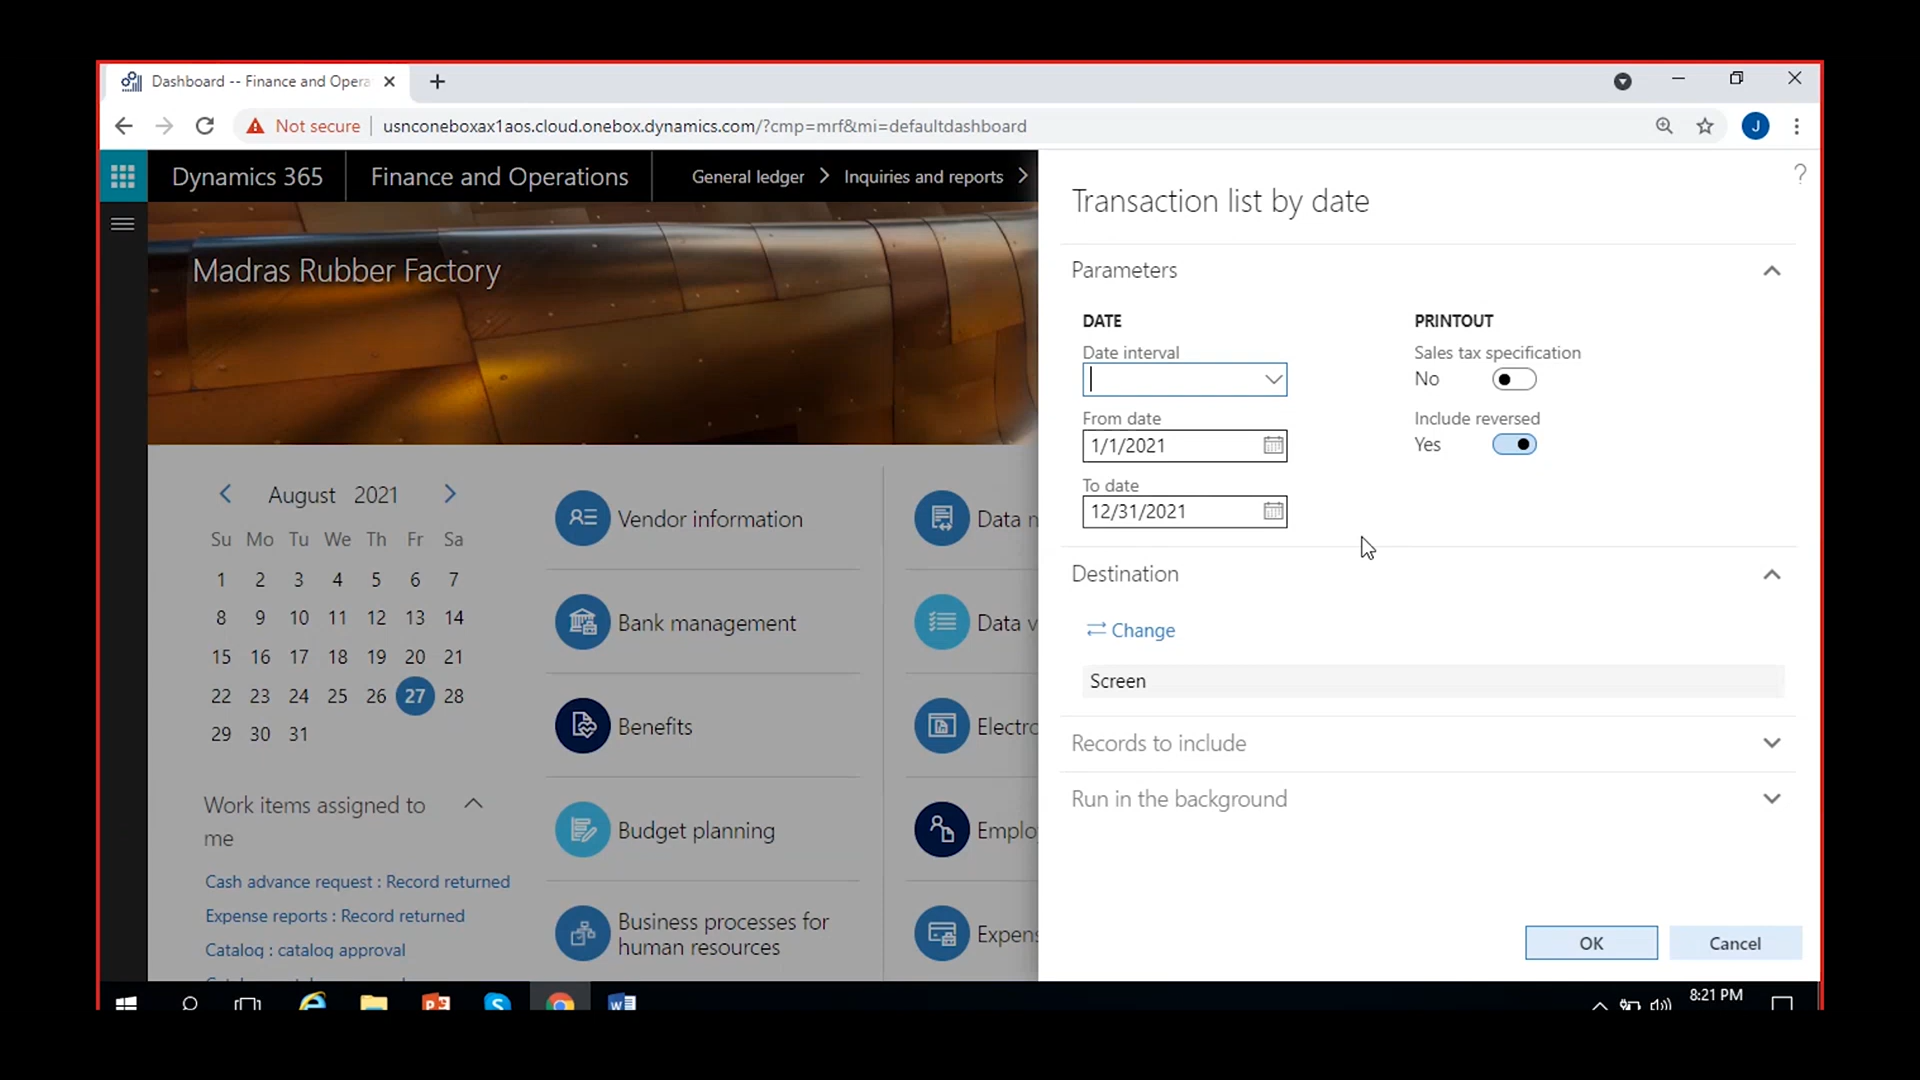 Dashboard -- Finance and Opera
Not secure
usnconeboxax1aos.cloud.onebox.dynamics.com/?cmp=mrf&mi=defaultdashboard
J
Dynamics 365
Finance and Operations
General ledger
Inquiries and reports
?
Madras Rubber Factory
Transaction list by date
Parameters
DATE
Date interval
From date
1/1/2021
To date
12/31/2021
PRINTOUT
Sales tax specification
No
Include reversed
Yes
Destination
Change
Screen
Records to include
Run in the background
OK
Cancel
August 2021
Su Mo Tu We Th Fr Sa
1 2 3 4 5 6 7
8 9 10 11 12 13 14
15 16 17 18 19 20 21
22 23 24 25 26 27 28
29 30 31
Work items assigned to
me
Cash advance request : Record returned
Expense reports : Record returned
Catalog : catalog approval
Vendor information
Bank management
Benefits
Budget planning
Business processes for
human resources
Data
Data v
Electro
Emplo
Expens
8:21 PM